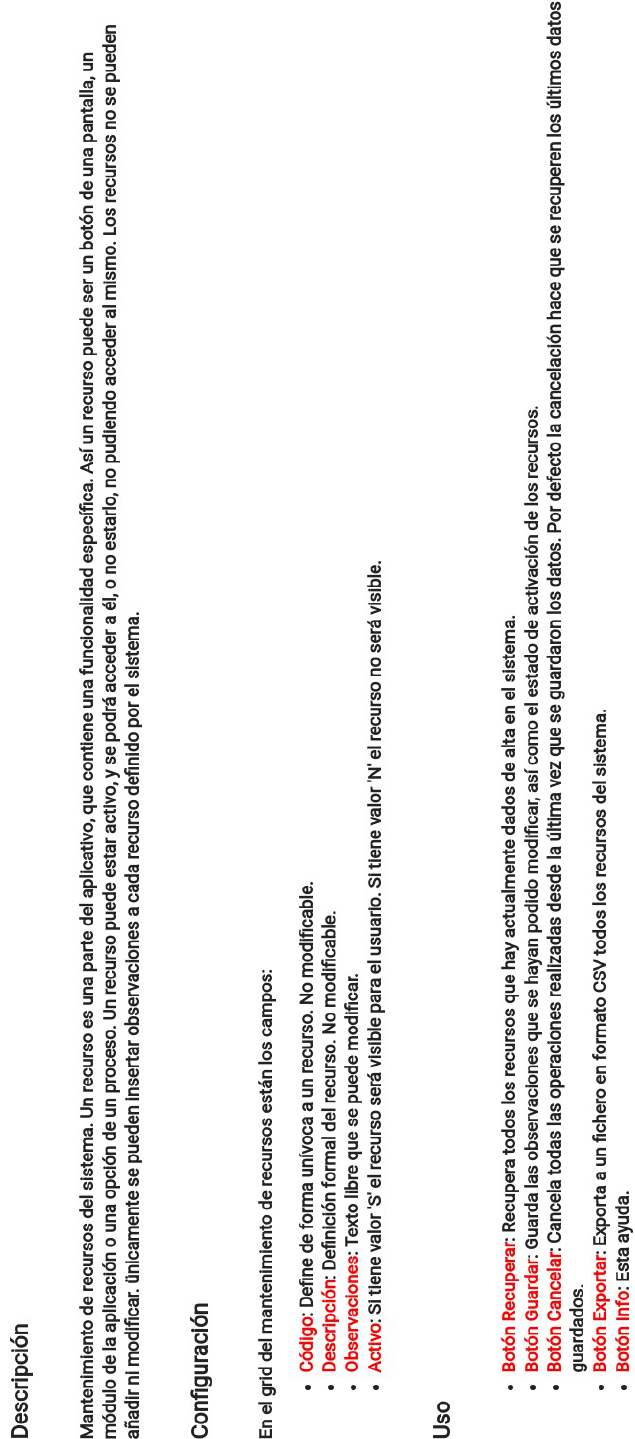 Descripción
Mantenimiento de recursos del sistema. Un recurso es una parte del aplicativo, que contiene una funcionalidad específica. Así un recurso puede ser un botón de una pantalla, un
módulo de la aplicación o una opción de un proceso. Un recurso puede estar activo, y se podrá acceder a él, o no estarlo, no pudiendo acceder al mismo. Los recursos no se pueden
añadir ni modificar. únicamente se pueden insertar observaciones a cada recurso definido por el sistema.
Configuración
En el grid del mantenimiento de recursos están los campos:
• Código: Define de forma unívoca a un recurso. No modificable.
• Descripción: Definición formal del recurso. No modificable.
• Observaciones: Texto libre que se puede modificar.
• Activo: Si tiene valor 'S' el recurso será visible para el usuario. Si tiene valor 'N' el recurso no será visible.
Uso
• Botón Recuperar: Recupera todos los recursos que hay actualmente dados de alta en el sistema.
• Botón Guardar: Guarda las observaciones que se hayan podido modificar, así como el estado de activación de los recursos.
• Botón Cancelar: Cancela todas las operaciones realizadas desde la última vez que se guardaron los datos. Por defecto la cancelación hace que se recuperen los últimos datos
guardados.
• Botón Exportar: Exporta a un fichero en formato CSV todos los recursos del sistema.
• Botón Info: Esta ayuda.